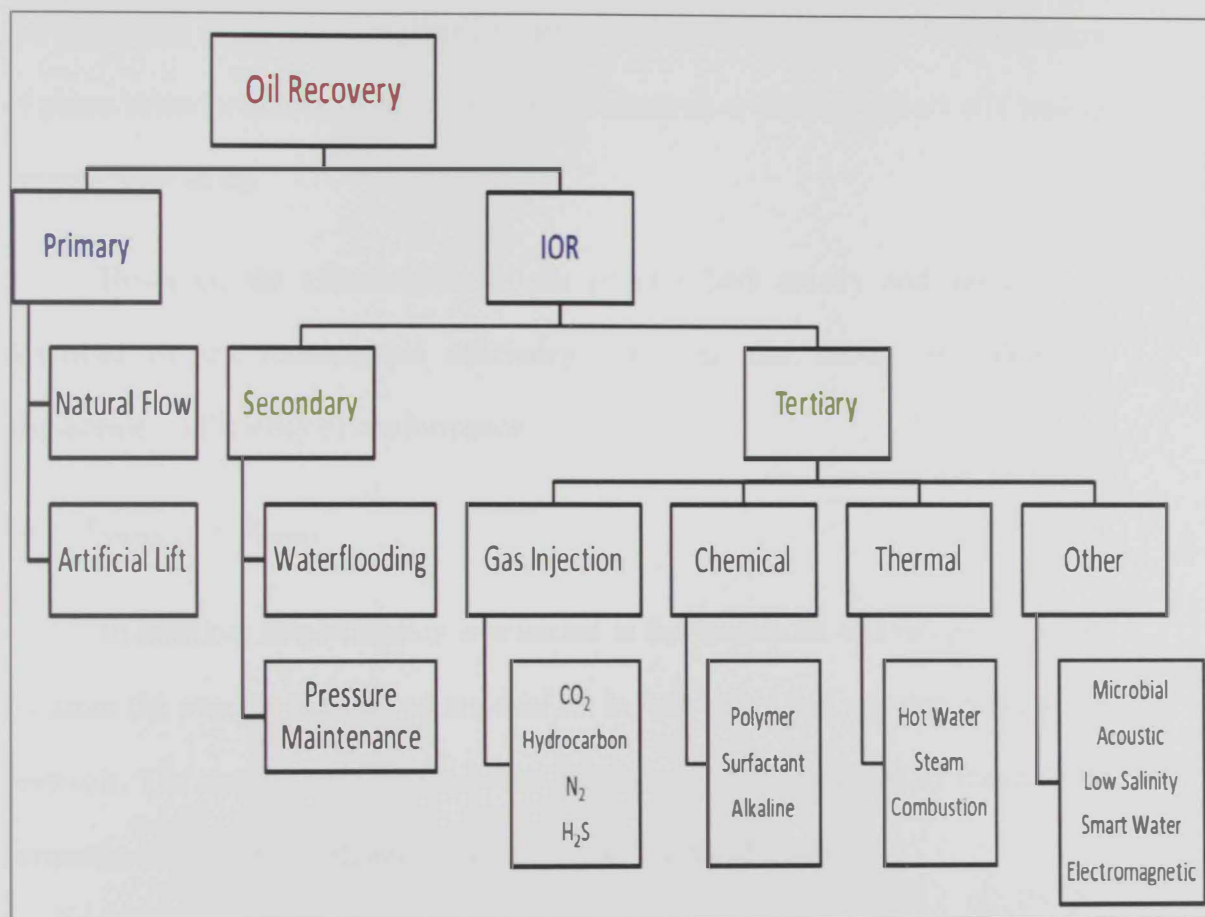 Oil Recovery
Primary
IOR
Natural Flow
Secondary
Tertiary
Artificial Lift
Waterflooding
Gas Injection
Chemical
Thermal
Other
Pressure
Maintenance
CO₂
Hydrocarbon
N₂
H₂S
Polymer
Surfactant
Alkaline
Hot Water
Steam
Combustion
Microbial
Acoustic
Low Salinity
Smart Water
Electromagnetic